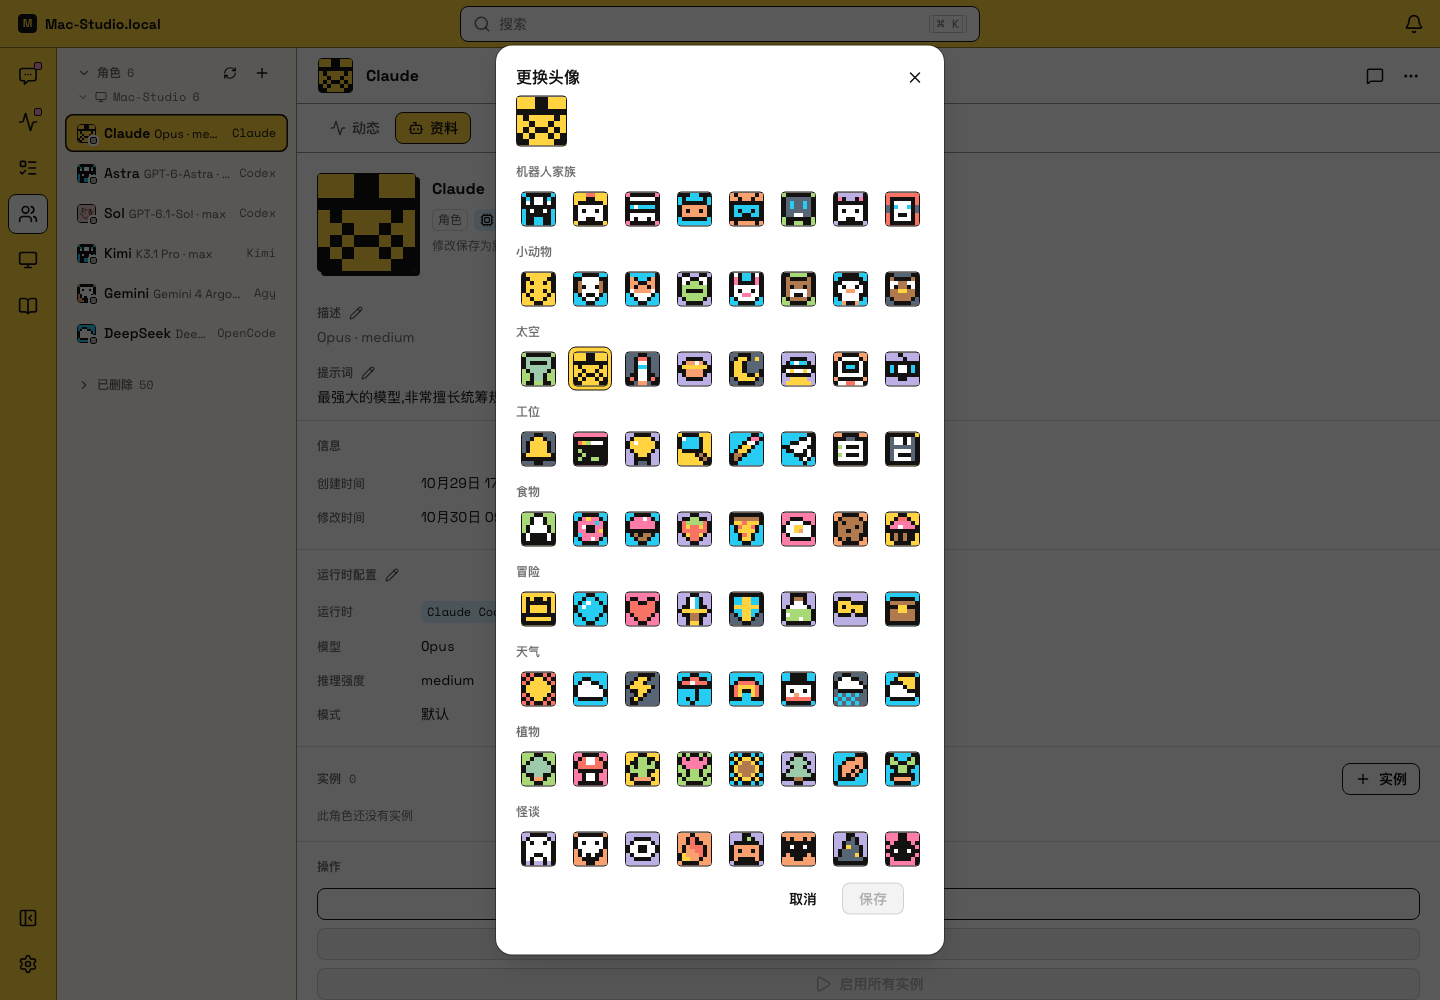 M Mac-Studio.local
搜索
⌘ K
角色 6
Mac-Studio 6
Claude Opus · me... Claude
Astra GPT-6-Astra · ... Codex
Sol GPT-6.1-Sol · max Codex
Kimi K3.1 Pro · max Kimi
Gemini Gemini 4 Argo... Agy
DeepSeek Dee... OpenCode
已删除 50
Claude
动态
资料
Claude
角色
修改保存为
描述
Opus · medium
提示词
最强大的模型,非常擅长统筹
信息
创建时间
10月29日 17
修改时间
10月30日 0
运行时配置
运行时
Claude Co
模型
Opus
推理强度
medium
模式
默认
实例 0
实例
此角色还没有实例
操作
启用所有实例
更换头像
机器人家族
小动物
太空
工位
食物
冒险
天气
植物
怪谈
取消
保存